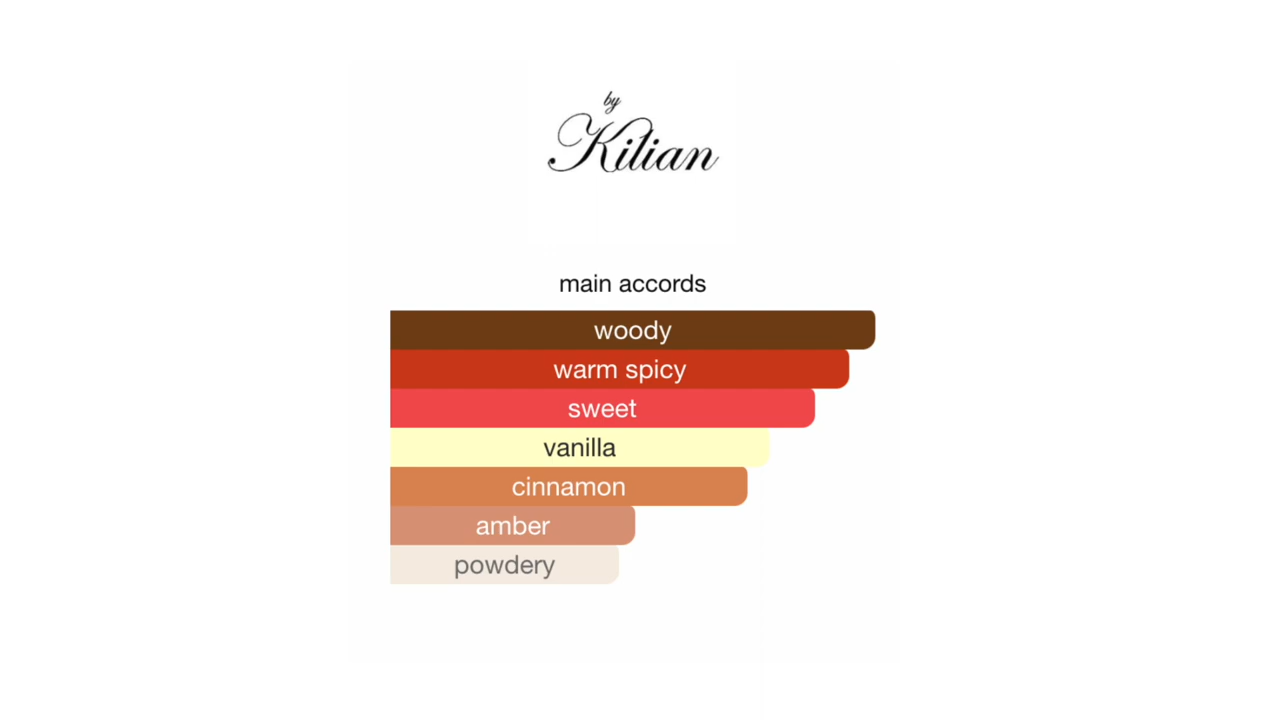 by
Kilian
main accords
woody
warm spicy
sweet
vanilla
cinnamon
amber
powdery